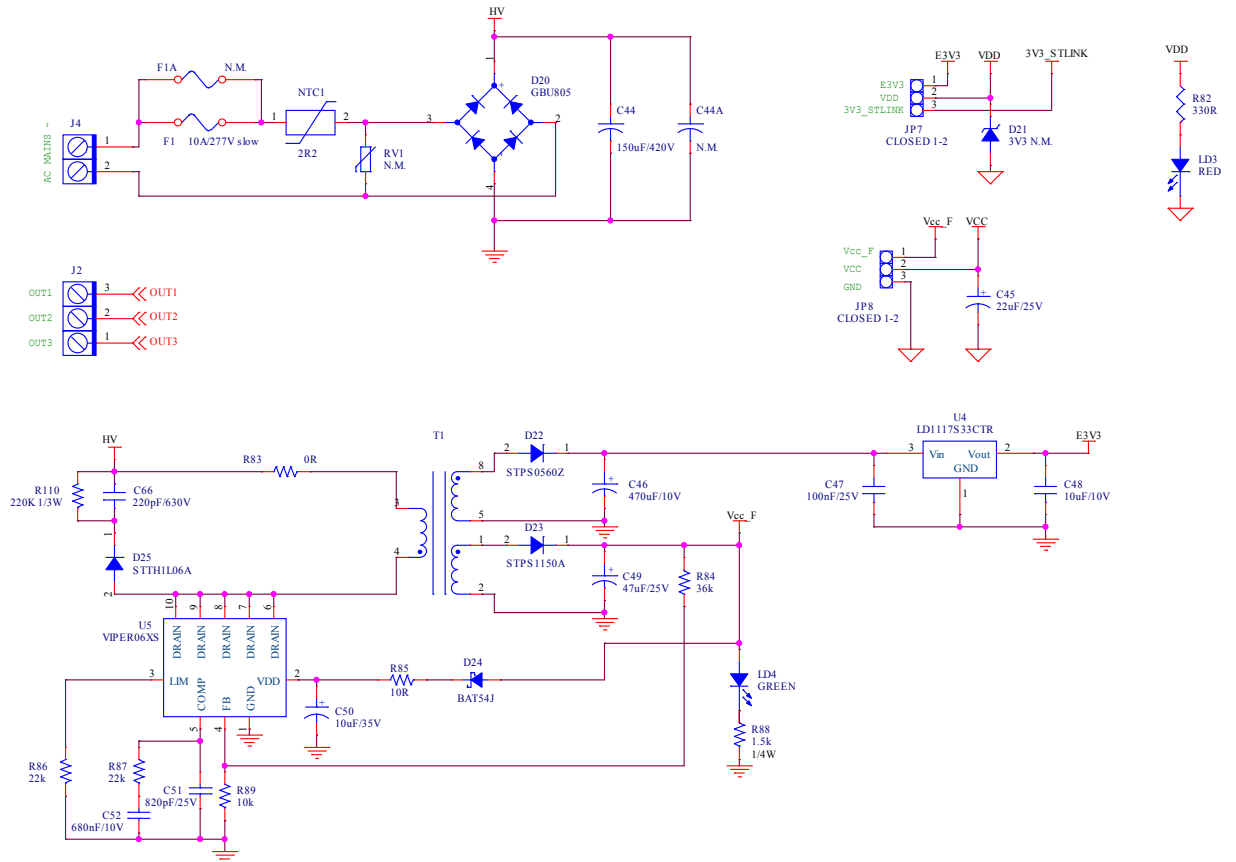 HV
F1A N.M.
NTC1
1 2
2R2
F1 10A/277V slow
J4
AC MAINS ~
1
2
RV1
N.M.
D20
GBU805
1
3 2
4
+
-
C44
150uF/420V
C44A
N.M.
E3V3 VDD 3V3_STLINK
E3V3 1
VDD 2
3V3_STLINK 3
JP7
CLOSED 1-2
D21
3V3 N.M.
VDD
R82
330R
LD3
RED
Vcc_F VCC
Vcc_F 1
VCC 2
GND 3
JP8
CLOSED 1-2
+
C45
22uF/25V
J2
OUT1 3 OUT1
OUT2 2 OUT2
OUT3 1 OUT3
HV
R83 0R
R110
220K 1/3W
C66
220pF/630V
1
D25
STTH1L06A
2
T1
3
4
8
5
1
2
2 D22 1
STPS0560Z
+
C46
470uF/10V
2 D23 1
STPS1150A
+
C49
47uF/25V
Vcc_F
R84
36k
C47
100nF/25V
U4
LD1117S33CTR
3 Vin Vout 2
GND
1
E3V3
C48
10uF/10V
U5
VIPER06XS
10 9 8 7 6
DRAIN DRAIN DRAIN DRAIN DRAIN
3 LIM VDD 2
COMP FB GND
5 4 1
+
C50
10uF/35V
R85
10R
D24
BAT54J
LD4
GREEN
R88
1.5k
1/4W
R86
22k
R87
22k
C52
680nF/10V
C51
820pF/25V
R89
10k